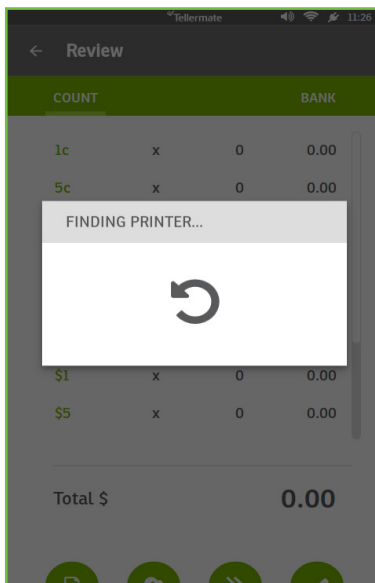 Tellermate 11:26
Review
COUNT BANK
1c x 0 0.00
5c x 0 0.00
FINDING PRINTER...
$1 x 0 0.00
$5 x 0 0.00
Total $ 0.00